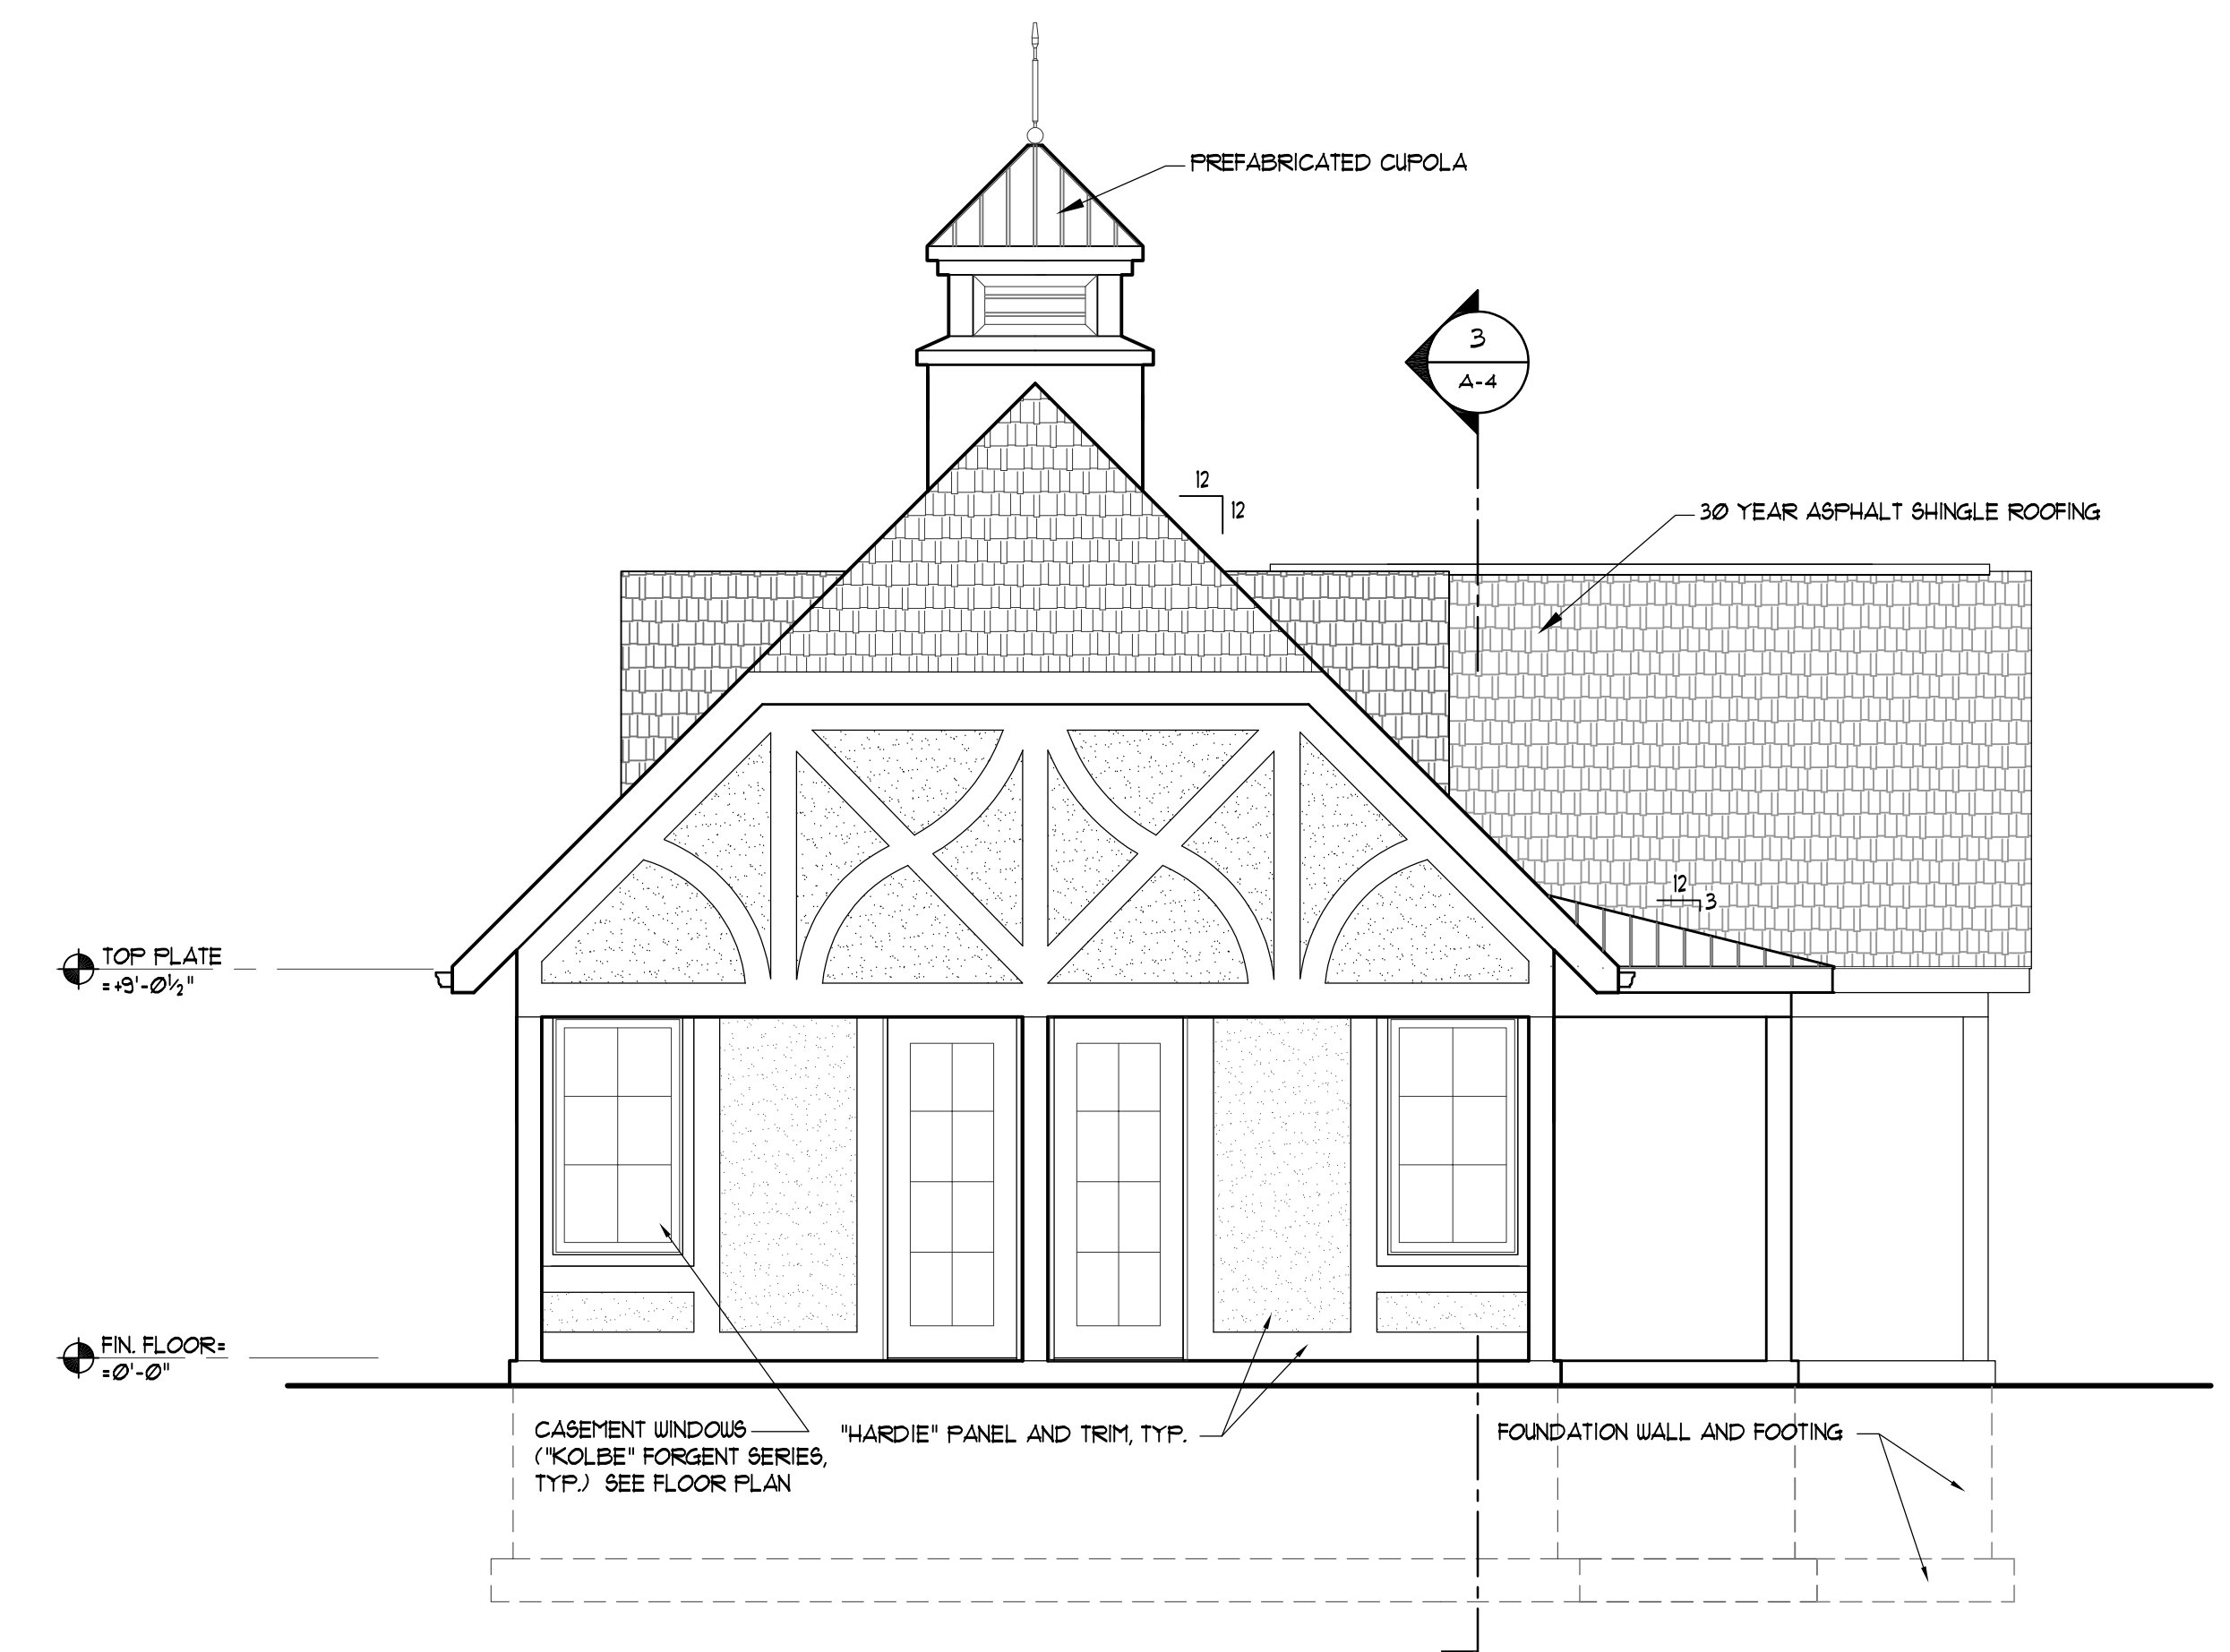 PREFABRICATED CUPOLA
3
A-4
12
12
30 YEAR ASPHALT SHINGLE ROOFING
12
3
TOP PLATE
=+9'-0½"
FIN. FLOOR=
=0'-0"
CASEMENT WINDOWS
("KOLBE" FORGENT SERIES,
TYP.) SEE FLOOR PLAN
"HARDIE" PANEL AND TRIM, TYP.
FOUNDATION WALL AND FOOTING